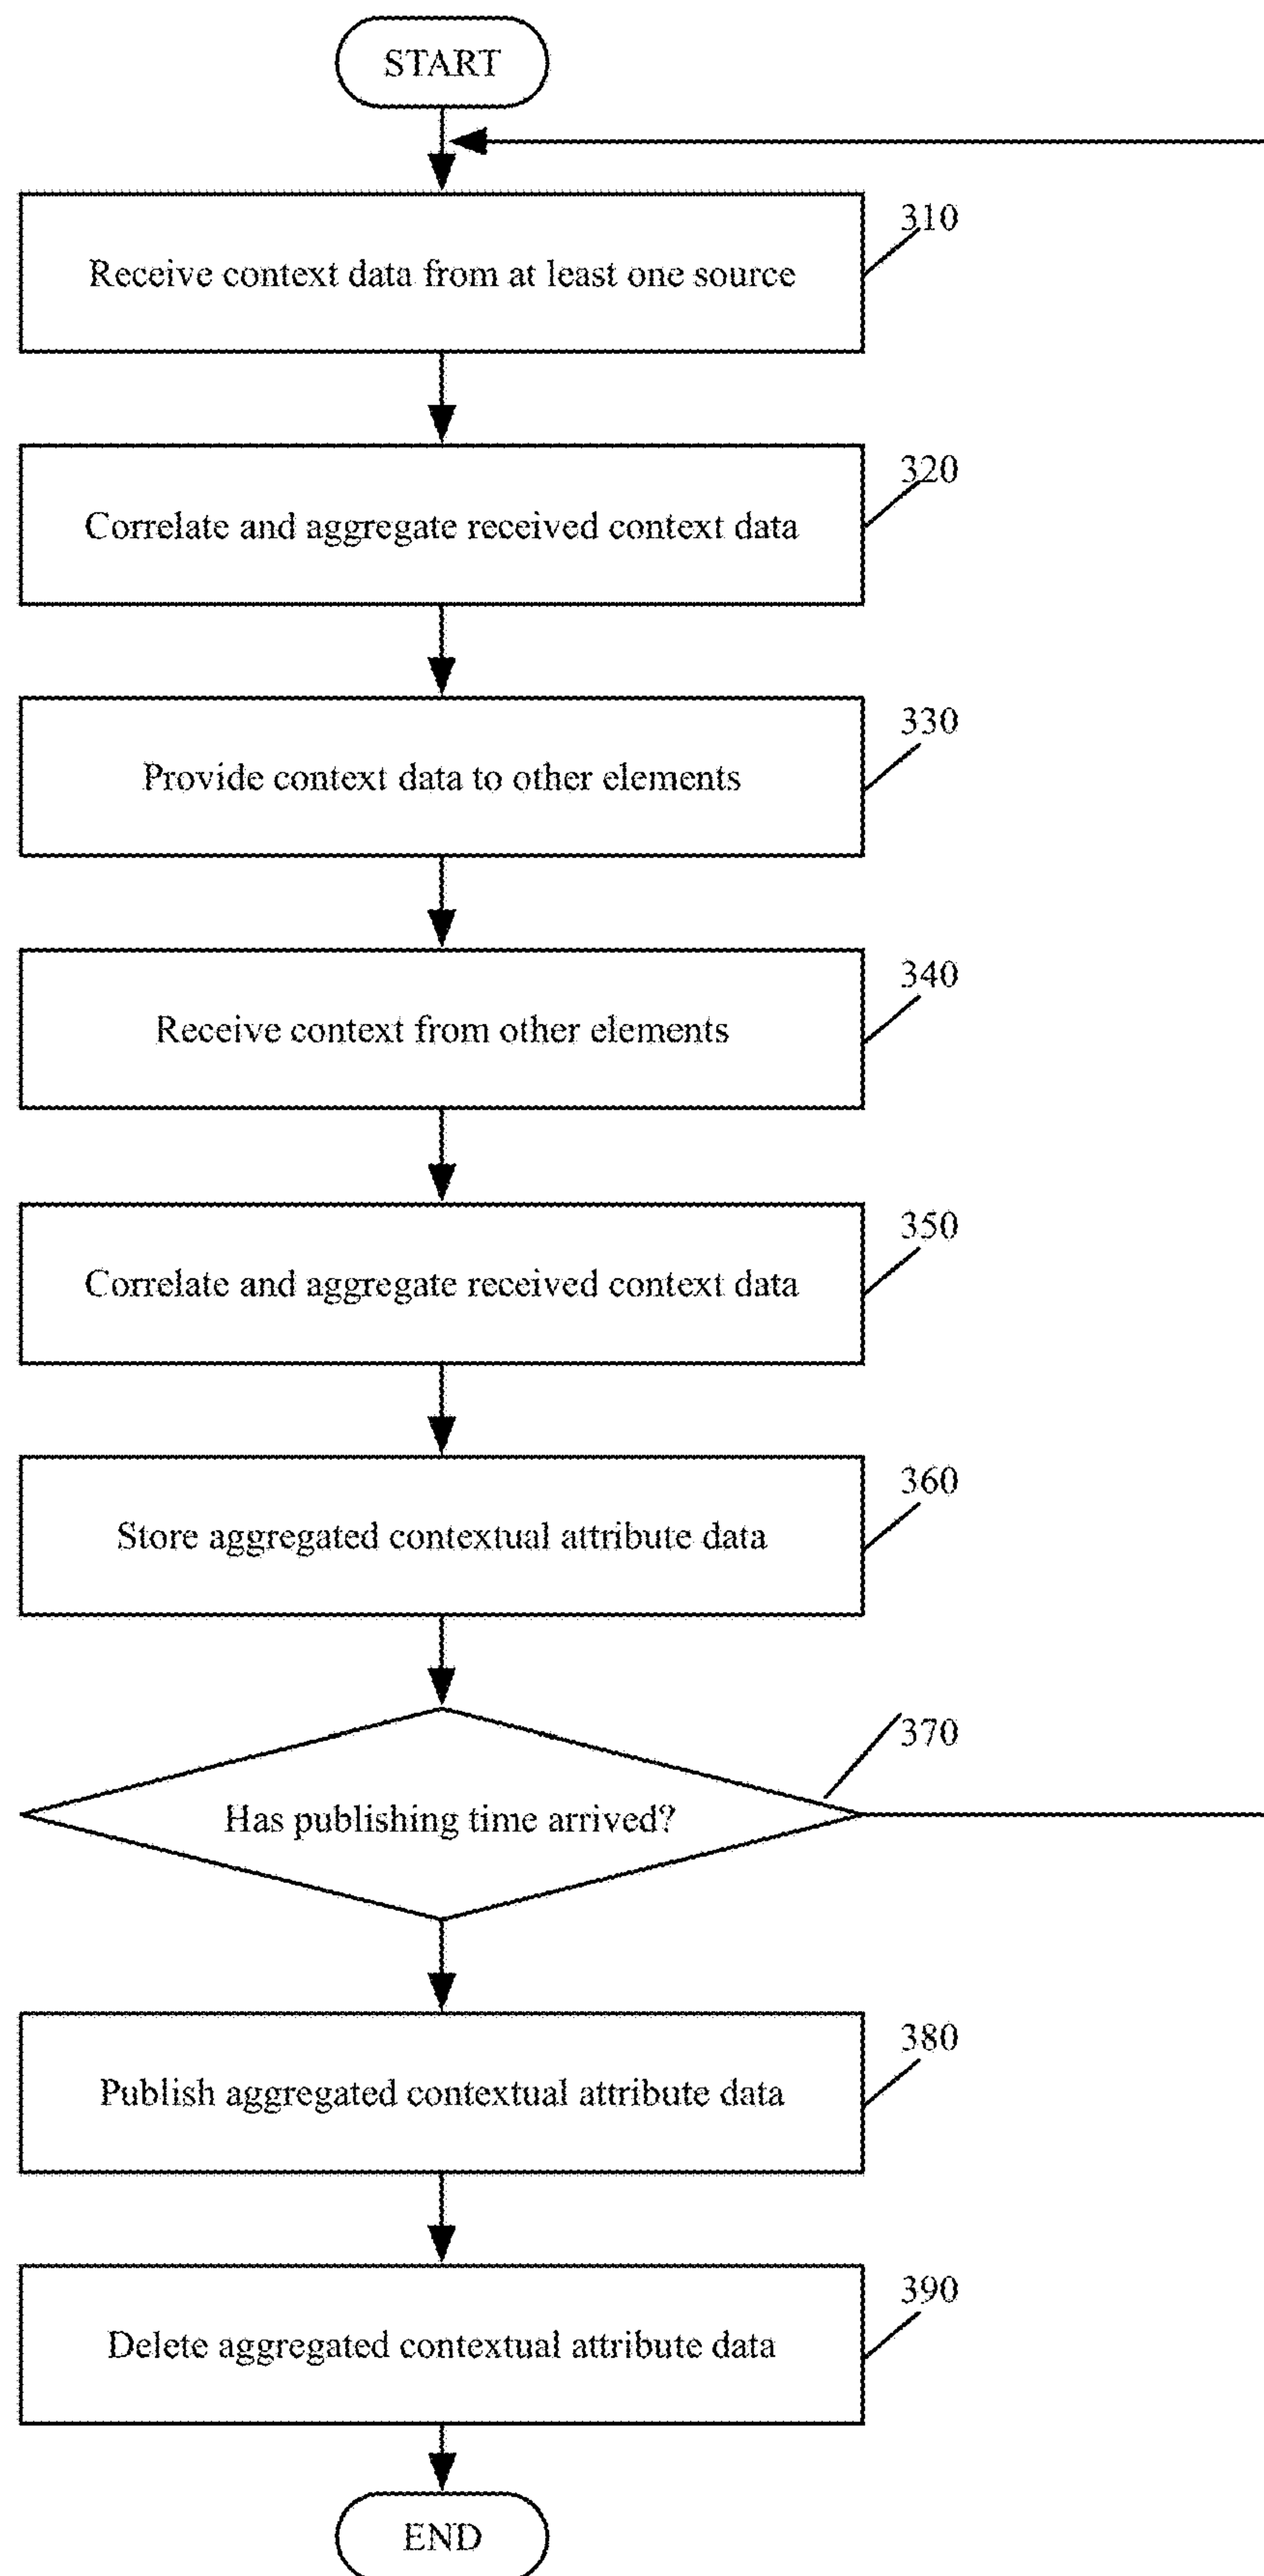 START
310
Receive context data from at least one source
320
Correlate and aggregate received context data
330
Provide context data to other elements
340
Receive context from other elements
350
Correlate and aggregate received context data
360
Store aggregated contextual attribute data
370
Has publishing time arrived?
380
Publish aggregated contextual attribute data
390
Delete aggregated contextual attribute data
END